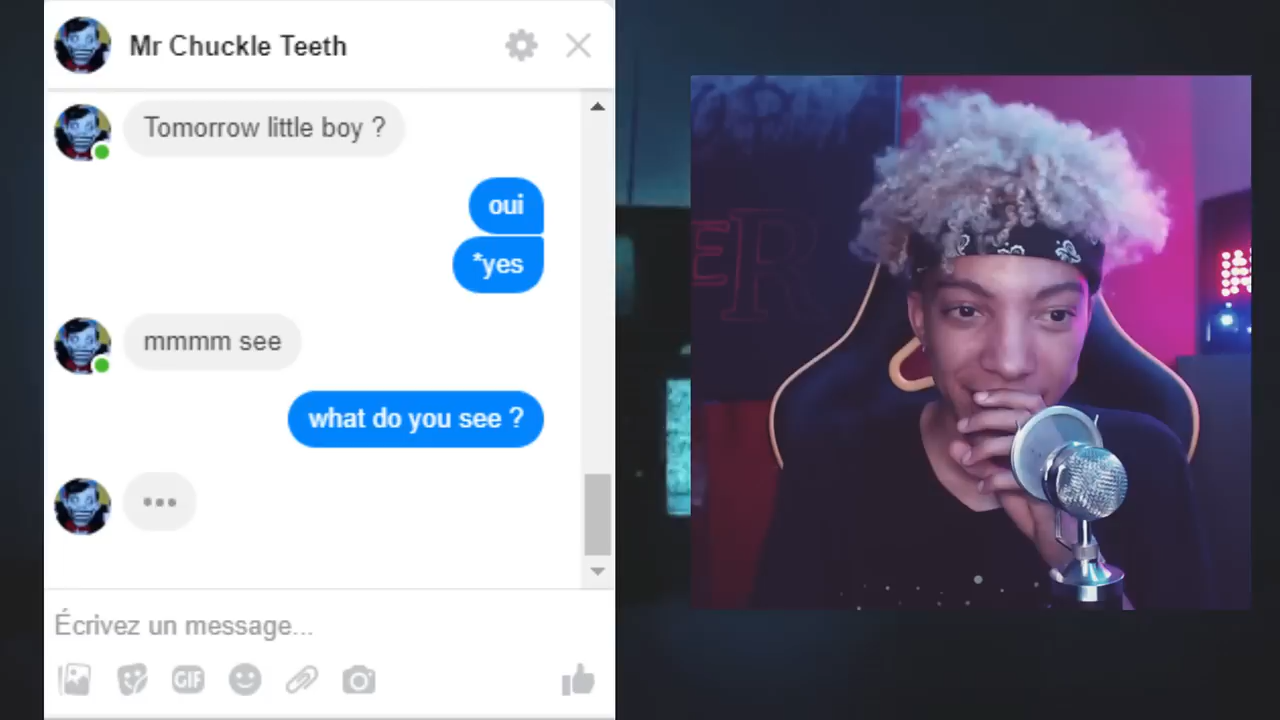 Mr Chuckle Teeth
Tomorrow little boy ?
oui
*yes
mmmm see
what do you see ?
Écrivez un message...
GIF